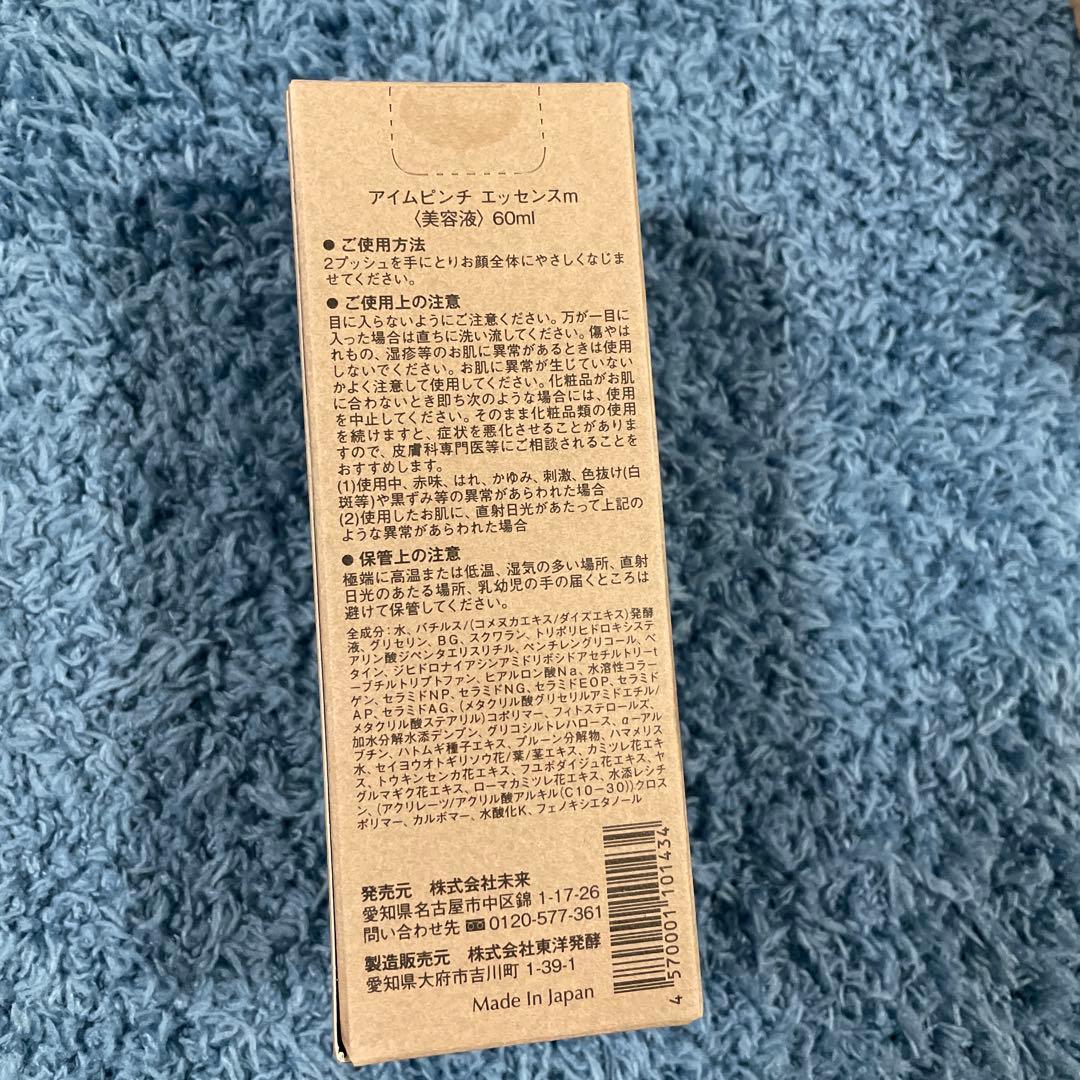 アイムピンチ エッセンスm
〈美容液〉60ml
● ご使用方法
2プッシュを手にとりお顔全体にやさしくなじま
せてください。
● ご使用上の注意
目に入らないようにご注意ください。万が一目に
入った場合は直ちに洗い流してください。傷やは
れもの、湿疹等のお肌に異常があるときは使用
しないでください。お肌に異常が生じていない
かよく注意して使用してください。化粧品がお肌
に合わないとき即ち次のような場合には、使用
を中止してください。そのまま化粧品類の使用
を続けますと、症状を悪化させることがありま
すので、皮膚科専門医等にご相談されることを
おすすめします。
(1)使用中、赤味、はれ、かゆみ、刺激、色抜け(白
斑等)や黒ずみ等の異常があらわれた場合
(2)使用したお肌に、直射日光があたって上記の
ような異常があらわれた場合
● 保管上の注意
極端に高温または低温、湿気の多い場所、直射
日光のあたる場所、乳幼児の手の届くところは
避けて保管してください。
全成分:水、バチルス/(コメヌカエキス/ダイズエキス)発酵
液、グリセリン、BG、スクワラン、トリポリヒドロキシステ
アリン酸ジペンタエリスリチル、ペンチレングリコール、ベ
タイン、ジヒドロナイアシンアミドリボシドアセチルトリーt
ーブチルトリプトファン、ヒアルロン酸Na、水溶性コラー
ゲン、セラミドNP、セラミドNG、セラミドEOP、セラミド
AP、セラミドAG、(メタクリル酸グリセリルアミドエチル/
メタクリル酸ステアリル)コポリマー、フィトステロールズ、
加水分解水添デンプン、グリコシルトレハロース、α-アル
ブチン、ハトムギ種子エキス、プルーン分解物、ハマメリス
水、セイヨウオトギリソウ花/葉/茎エキス、カミツレ花エキ
ス、トウキンセンカ花エキス、フユボダイジュ花エキス、ヤ
グルマギク花エキス、ローマカミツレ花エキス、水添レシチ
ン、(アクリレーツ/アクリル酸アルキル(C10-30))クロス
ポリマー、カルボマー、水酸化K、フェノキシエタノール
発売元 株式会社未来
愛知県名古屋市中区錦 1-17-26
問い合わせ先 0120-577-361
製造販売元 株式会社東洋発酵
愛知県大府市吉川町 1-39-1
Made In Japan
4 570001 101434